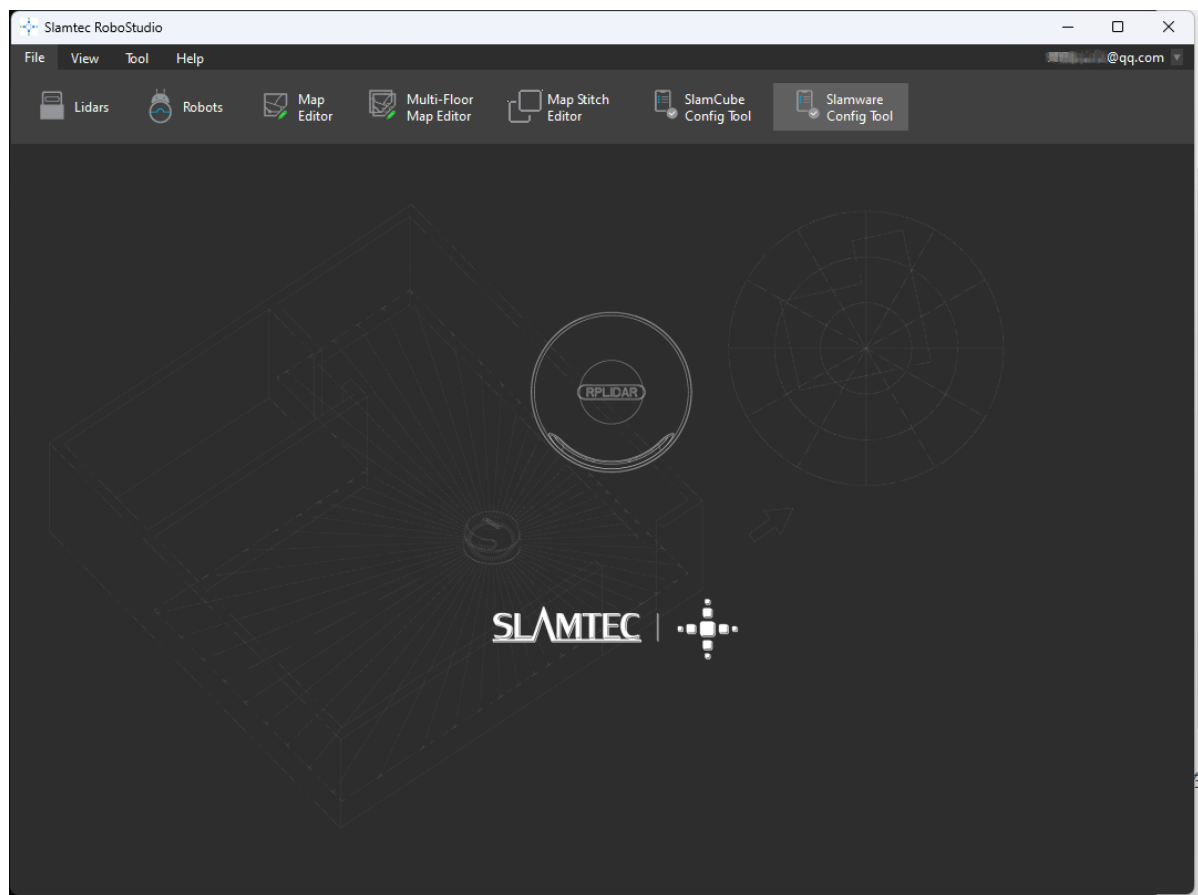 Slamtec RoboStudio
File View Tool Help
@qq.com
Lidars
Robots
Map
Editor
Multi-Floor
Map Editor
Map Stitch
Editor
SlamCube
Config Tool
Slamware
Config Tool
RPLIDAR
SLAMTEC